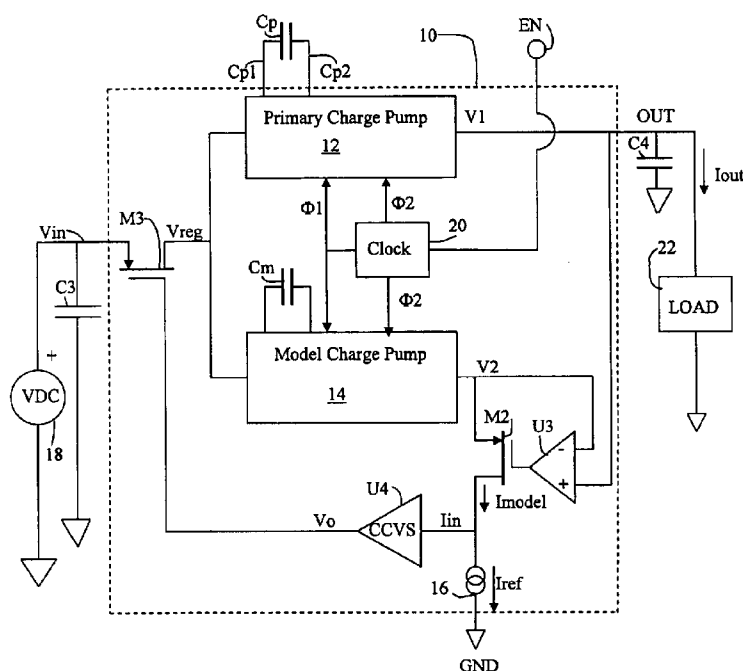 Cp
EN
10
Cp1
Cp2
Primary Charge Pump
12
V1
OUT
C4
Iout
Φ1
Φ2
M3
Vin
Vreg
Clock
20
22
Cm
C3
Φ2
LOAD
Model Charge Pump
14
V2
+
VDC
18
M2
U3
-
+
U4
Imodel
Vo
CCVS
Iin
16
Iref
GND